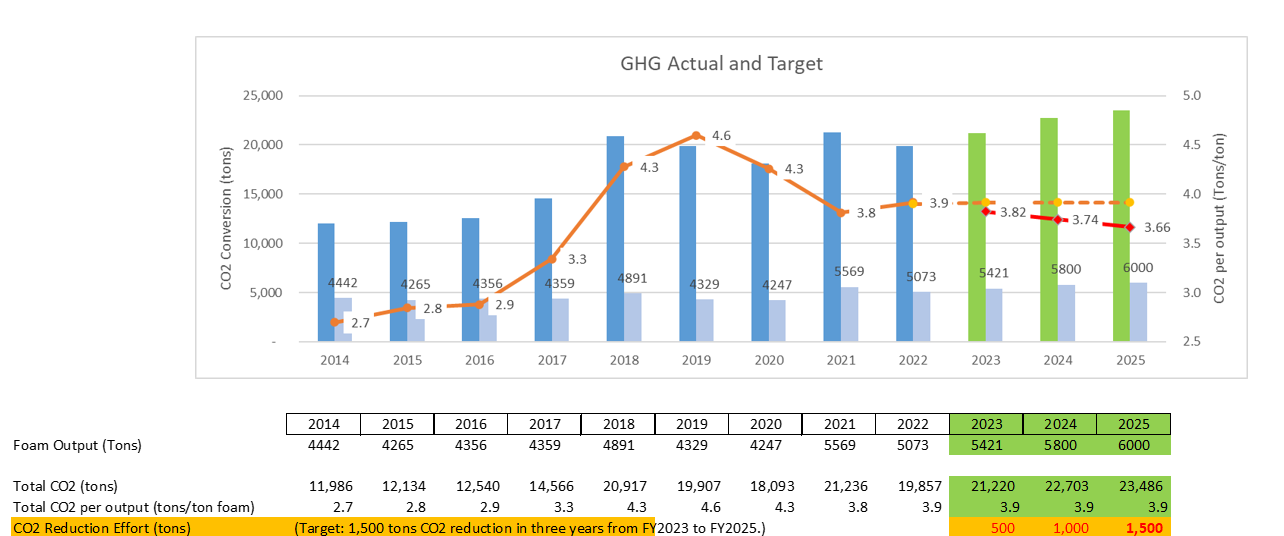 GHG Actual and Target
25,000 5.0
20,000 4.5
15,000 4.0
10,000 3.5
5,000 3.0
- 2.5
CO2 Conversion (tons)
CO2 per output (Tons/ton)
4442 4265 4356 4359 4891 4329 4247 5569 5073 5421 5800 6000
2.7 2.8 2.9 3.3 4.3 4.6 4.3 3.8 3.9 3.82 3.74 3.66
2014 2015 2016 2017 2018 2019 2020 2021 2022 2023 2024 2025
2014 2015 2016 2017 2018 2019 2020 2021 2022 2023 2024 2025
Foam Output (Tons) 4442 4265 4356 4359 4891 4329 4247 5569 5073 5421 5800 6000
Total CO2 (tons) 11,986 12,134 12,540 14,566 20,917 19,907 18,093 21,236 19,857 21,220 22,703 23,486
Total CO2 per output (tons/ton foam) 2.7 2.8 2.9 3.3 4.3 4.6 4.3 3.8 3.9 3.9 3.9 3.9
CO2 Reduction Effort (tons) (Target: 1,500 tons CO2 reduction in three years from FY2023 to FY2025.) 500 1,000 1,500